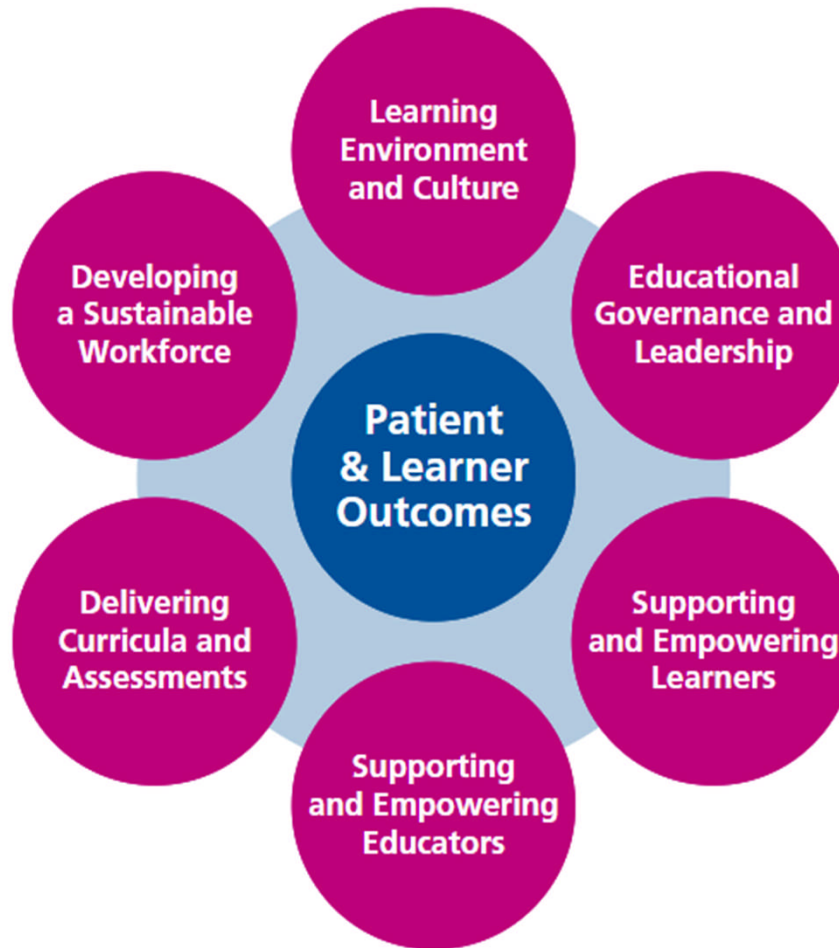 Learning
Environment
and Culture
Developing
a Sustainable
Workforce
Educational
Governance and
Leadership
Patient
& Learner
Outcomes
Delivering
Curricula and
Assessments
Supporting
and Empowering
Learners
Supporting
and Empowering
Educators